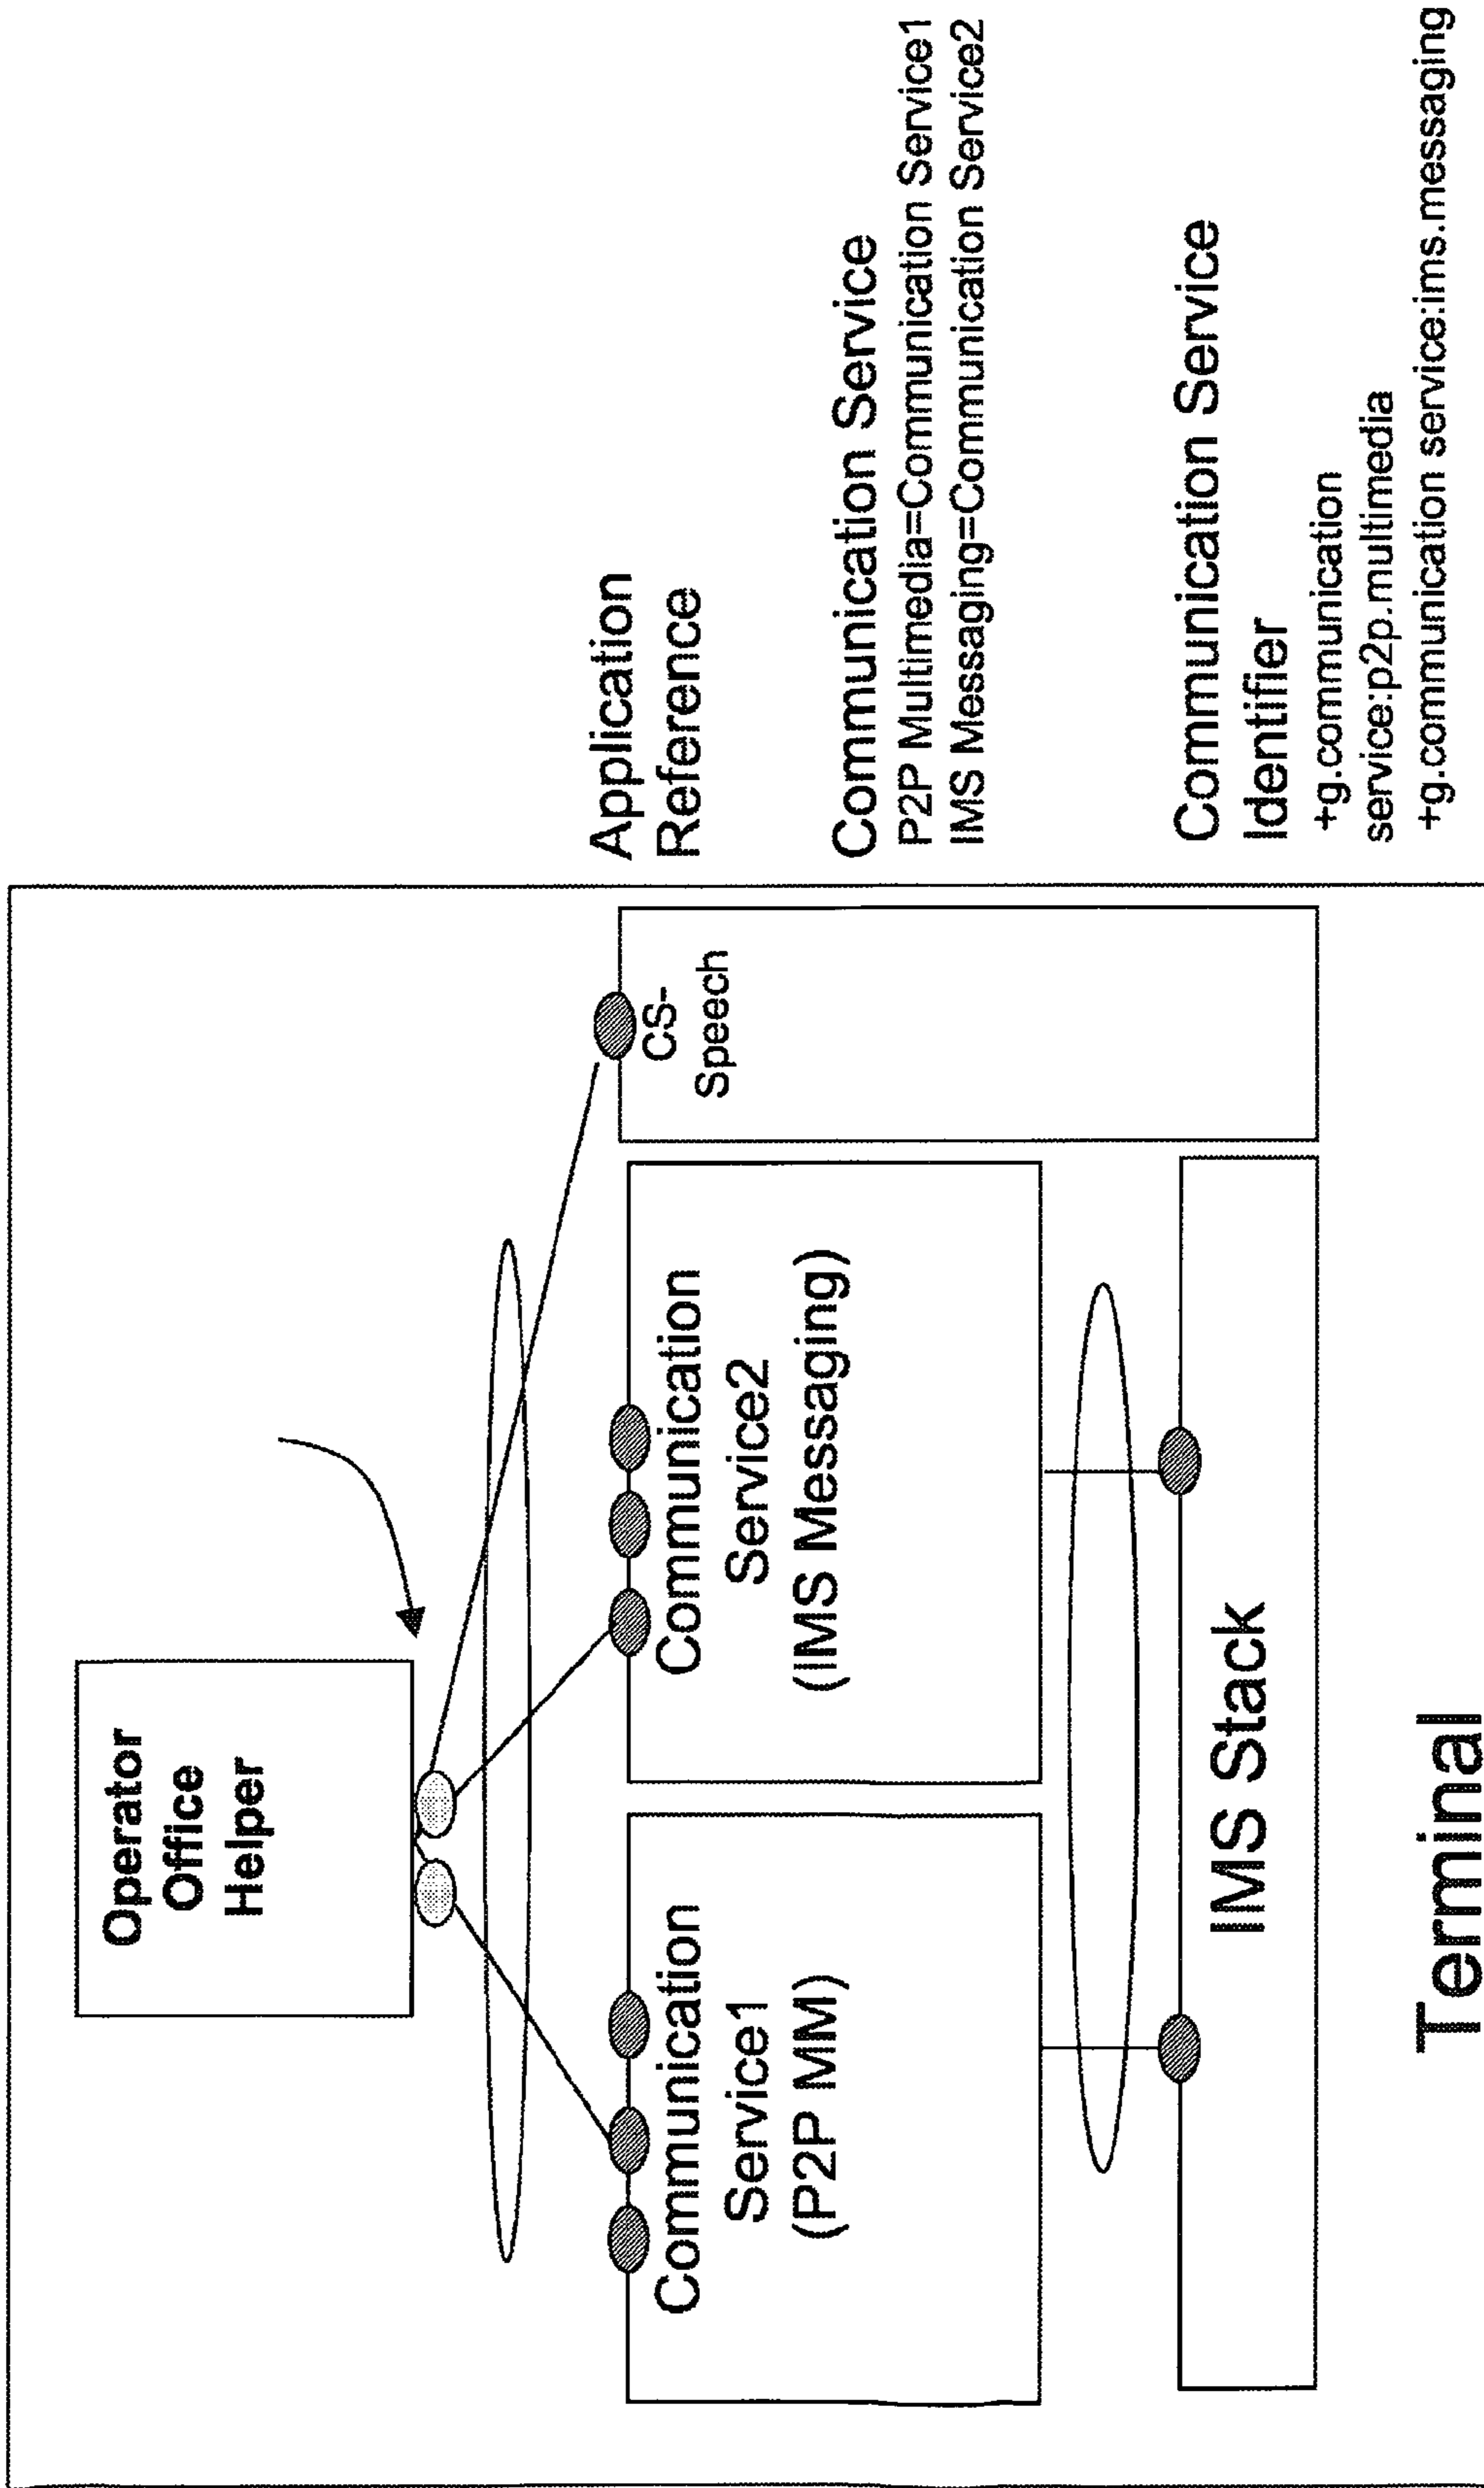 Operator
Office
Helper
Communication
Service1
(P2P MM)
Communication
Service2
(IMS Messaging)
CS-
Speech
IMS Stack
Terminal
Application
Reference
Communication Service
P2P Multimedia=Communication Service1
IMS Messaging=Communication Service2
Communication Service
Identifier
+g.communication
service:p2p.multimedia
+g.communication service:ims.messaging